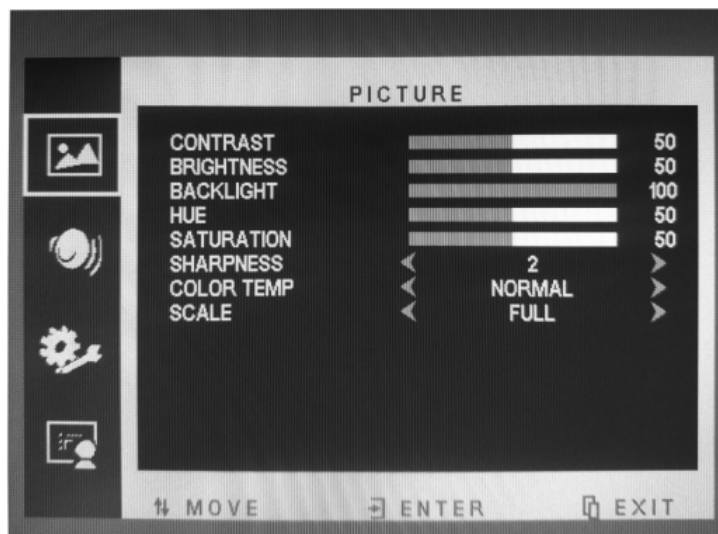 PICTURE
CONTRAST 50
BRIGHTNESS 50
BACKLIGHT 100
HUE 50
SATURATION 50
SHARPNESS 2
COLOR TEMP NORMAL
SCALE FULL
MOVE ENTER EXIT